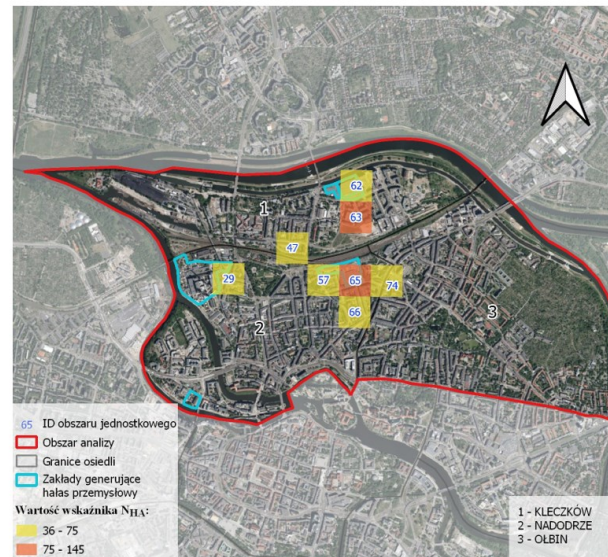 62
1
63
47
29
57
65
74
66
2
3
65 ID obszaru jednostkowego
Obszar analizy
Granice osiedli
Zakłady generujące
hałas przemysłowy
Wartość wskaźnika NHA:
36 - 75
75 - 145
1 - KLECZKÓW
2 - NADODRZE
3 - OŁBIN